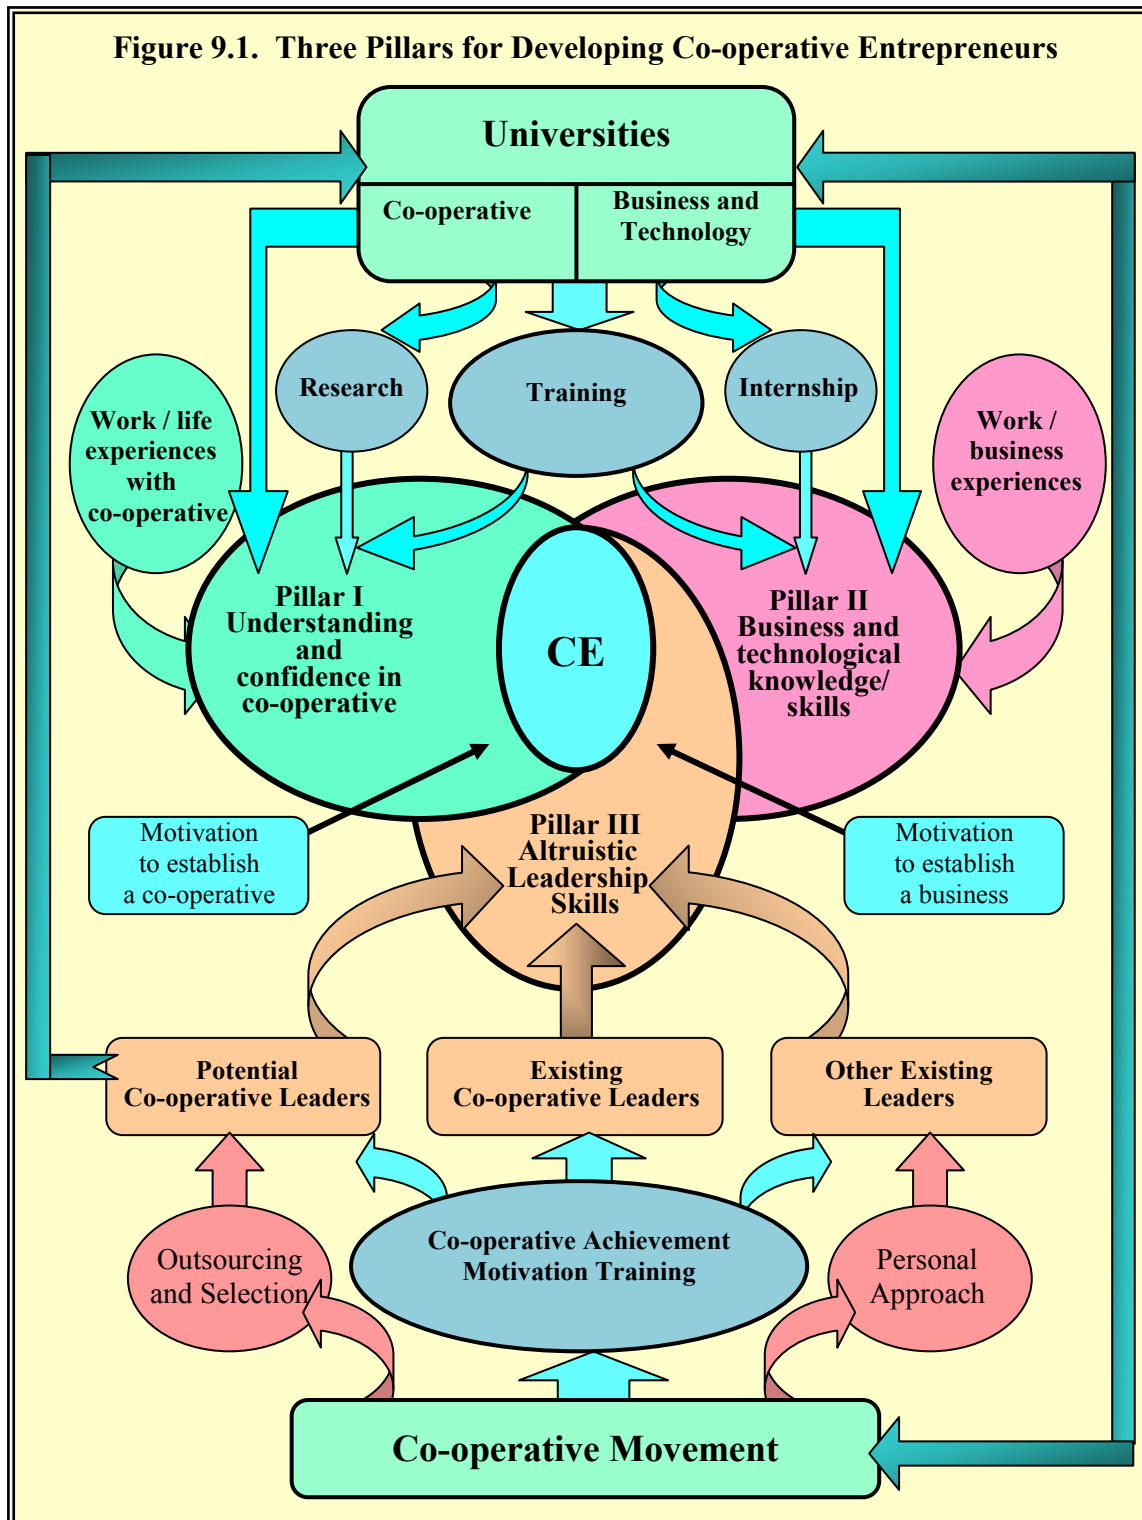 Figure 9.1.  Three Pillars for Developing Co-operative Entrepreneurs
Universities
Co-operative
Business and
Technology
Research
Training
Internship
Work / life
experiences
with
co-operative
Work /
business
experiences
Pillar I
Understanding
and
confidence in
co-operative
CE
Pillar II
Business and
technological
knowledge/
skills
Motivation
to establish
a co-operative
Pillar III
Altruistic
Leadership
Skills
Motivation
to establish
a business
Potential
Co-operative Leaders
Existing
Co-operative Leaders
Other Existing
Leaders
Outsourcing
and Selection
Co-operative Achievement
Motivation Training
Personal
Approach
Co-operative Movement